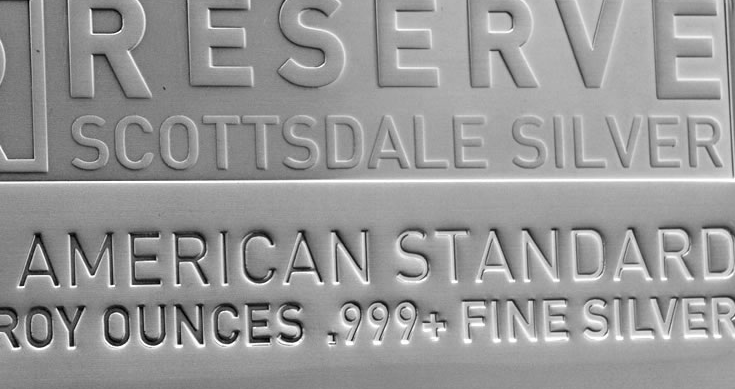 RESERVE
SCOTTSDALE SILVER
AMERICAN STANDARD
ROY OUNCES .999+ FINE SILVER